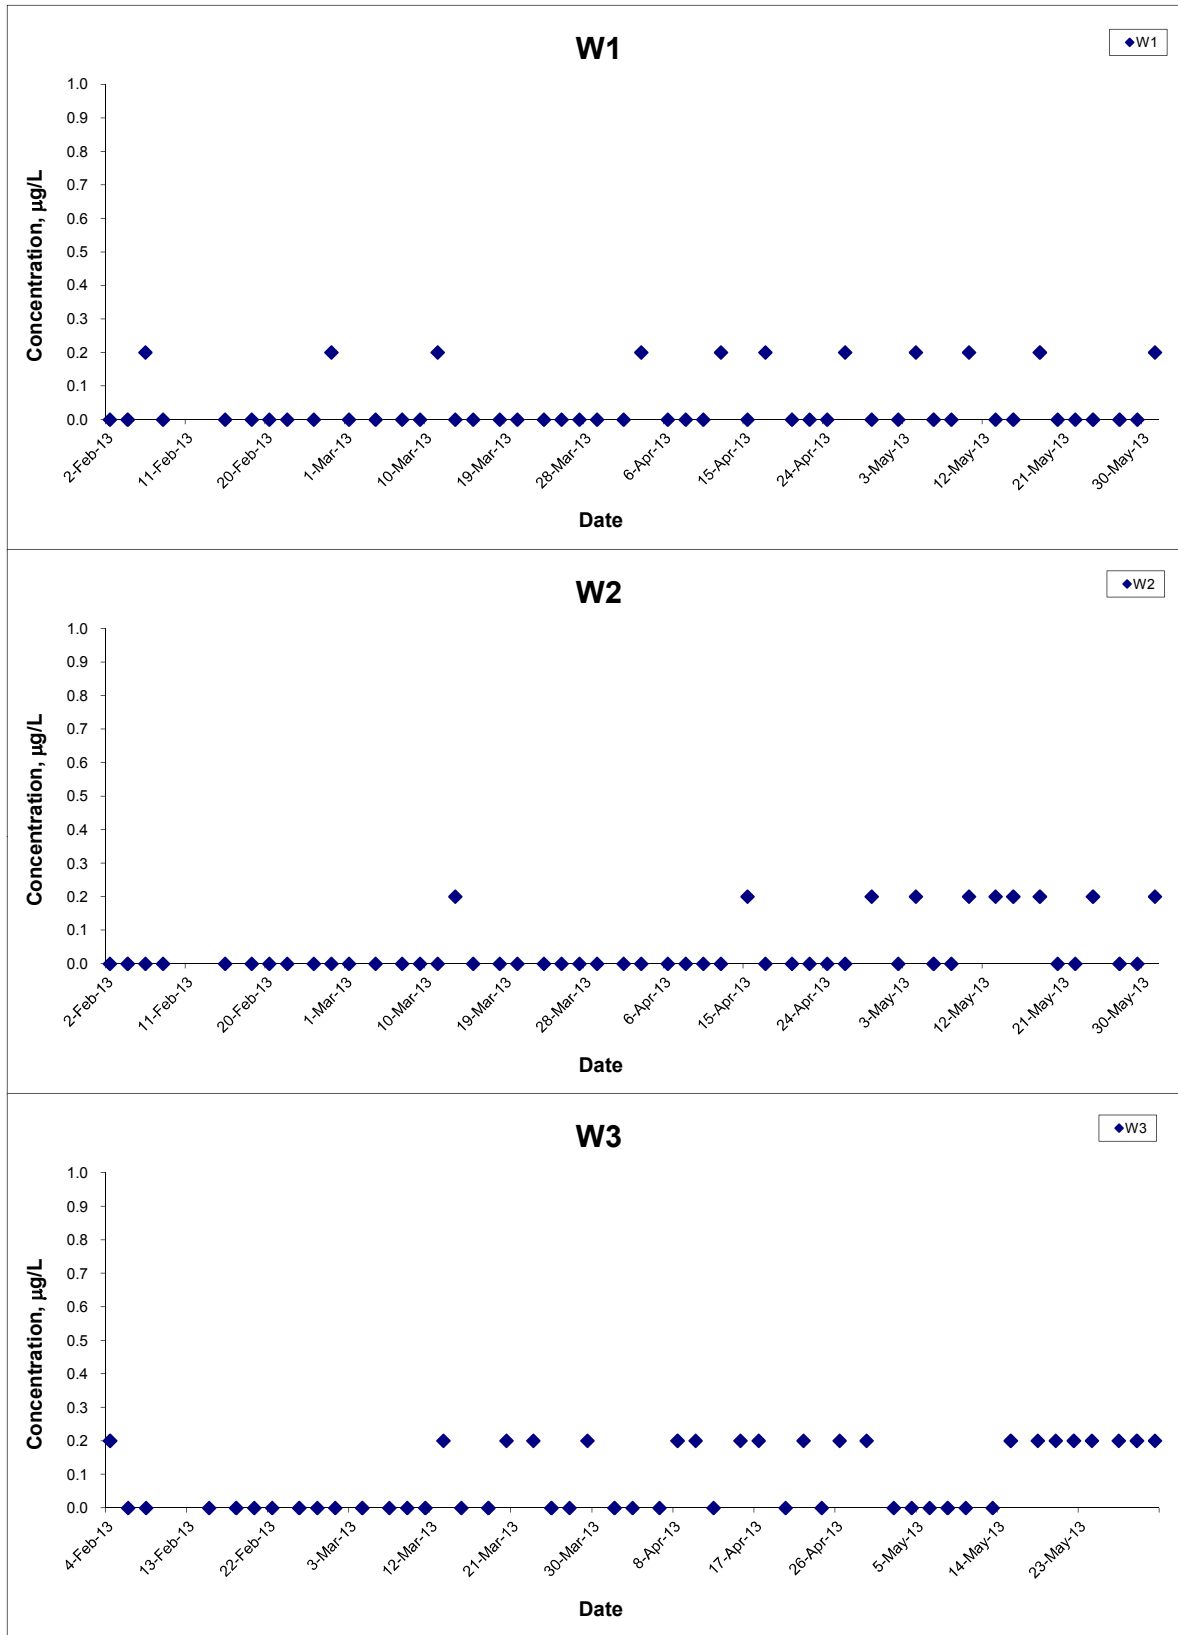 W1
W1
1.0
0.9
0.8
0.7
0.6
0.5
0.4
0.3
0.2
0.1
0.0
Concentration, µg/L
2-Feb-13 11-Feb-13 20-Feb-13 1-Mar-13 10-Mar-13 19-Mar-13 28-Mar-13 6-Apr-13 15-Apr-13 24-Apr-13 3-May-13 12-May-13 21-May-13 30-May-13
Date
W2
W2
1.0
0.9
0.8
0.7
0.6
0.5
0.4
0.3
0.2
0.1
0.0
Concentration, µg/L
2-Feb-13 11-Feb-13 20-Feb-13 1-Mar-13 10-Mar-13 19-Mar-13 28-Mar-13 6-Apr-13 15-Apr-13 24-Apr-13 3-May-13 12-May-13 21-May-13 30-May-13
Date
W3
W3
1.0
0.9
0.8
0.7
0.6
0.5
0.4
0.3
0.2
0.1
0.0
Concentration, µg/L
4-Feb-13 13-Feb-13 22-Feb-13 3-Mar-13 12-Mar-13 21-Mar-13 30-Mar-13 8-Apr-13 17-Apr-13 26-Apr-13 5-May-13 14-May-13 23-May-13
Date